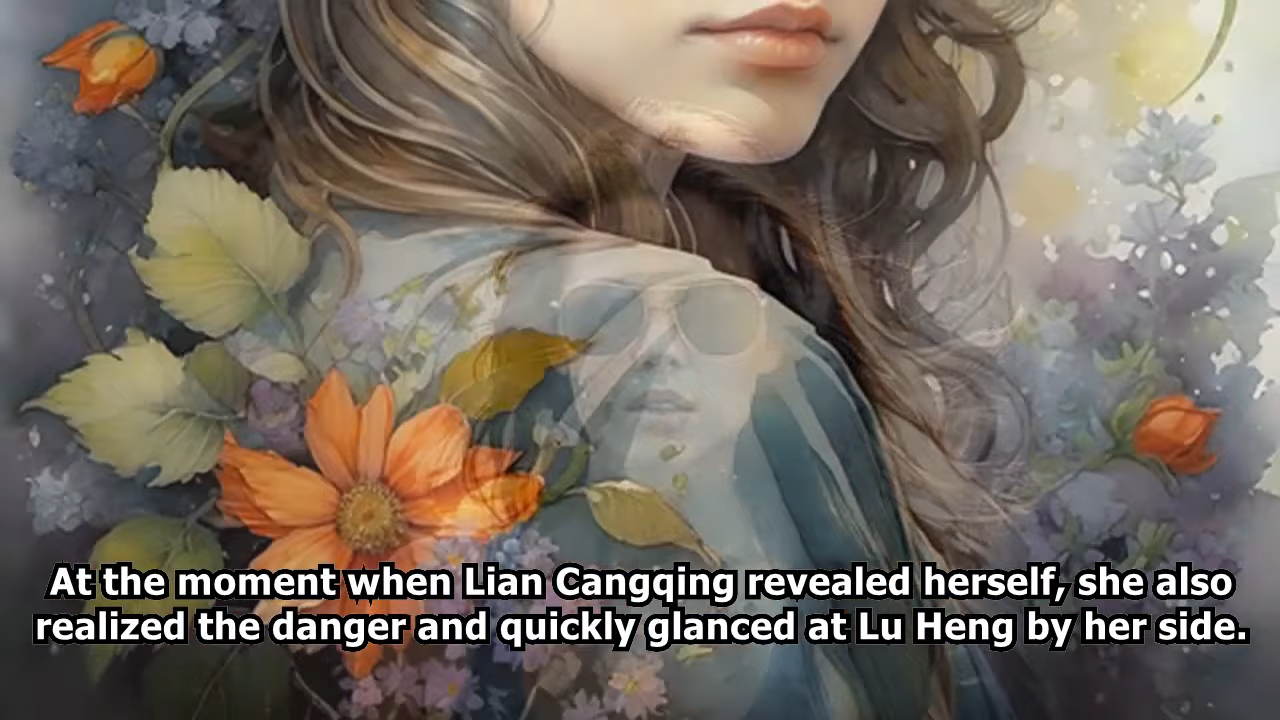 At the moment when Lian Cangqing revealed herself, she also
realized the danger and quickly glanced at Lu Heng by her side.